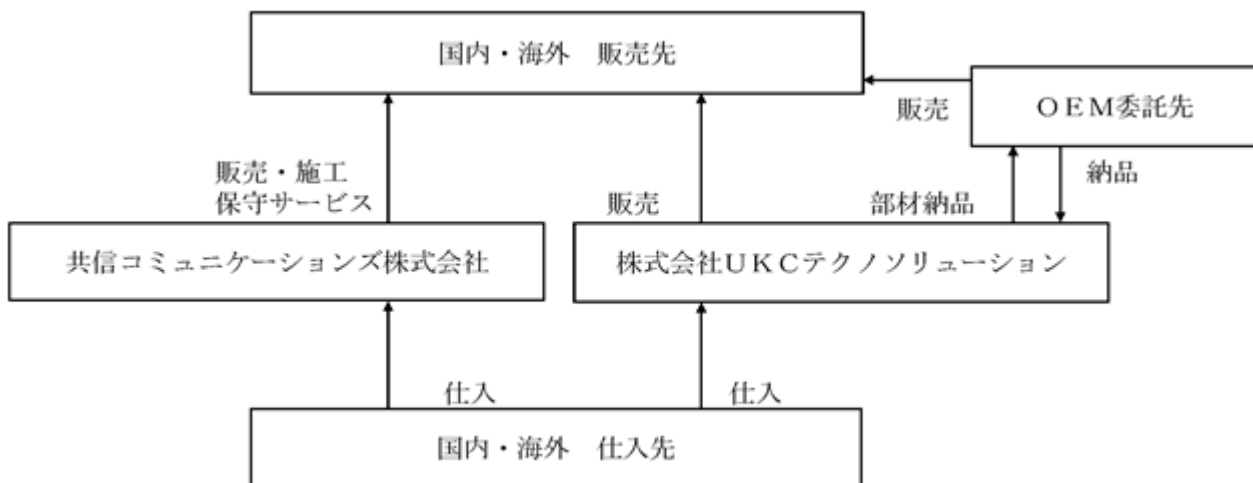 国内・海外　販売先
販売
ＯＥＭ委託先
販売・施工
保守サービス
販売
部材納品
納品
共信コミュニケーションズ株式会社
株式会社ＵＫＣテクノソリューション
仕入
仕入
国内・海外　仕入先